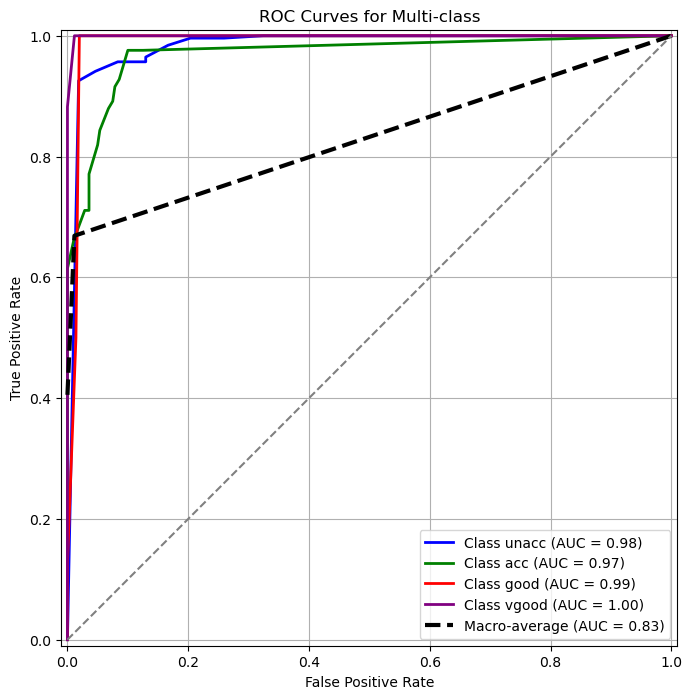 ROC Curves for Multi-class
True Positive Rate
1.0
0.8
0.6
0.4
0.2
0.0
0.0 0.2 0.4 0.6 0.8 1.0
False Positive Rate
Class unacc (AUC = 0.98)
Class acc (AUC = 0.97)
Class good (AUC = 0.99)
Class vgood (AUC = 1.00)
Macro-average (AUC = 0.83)